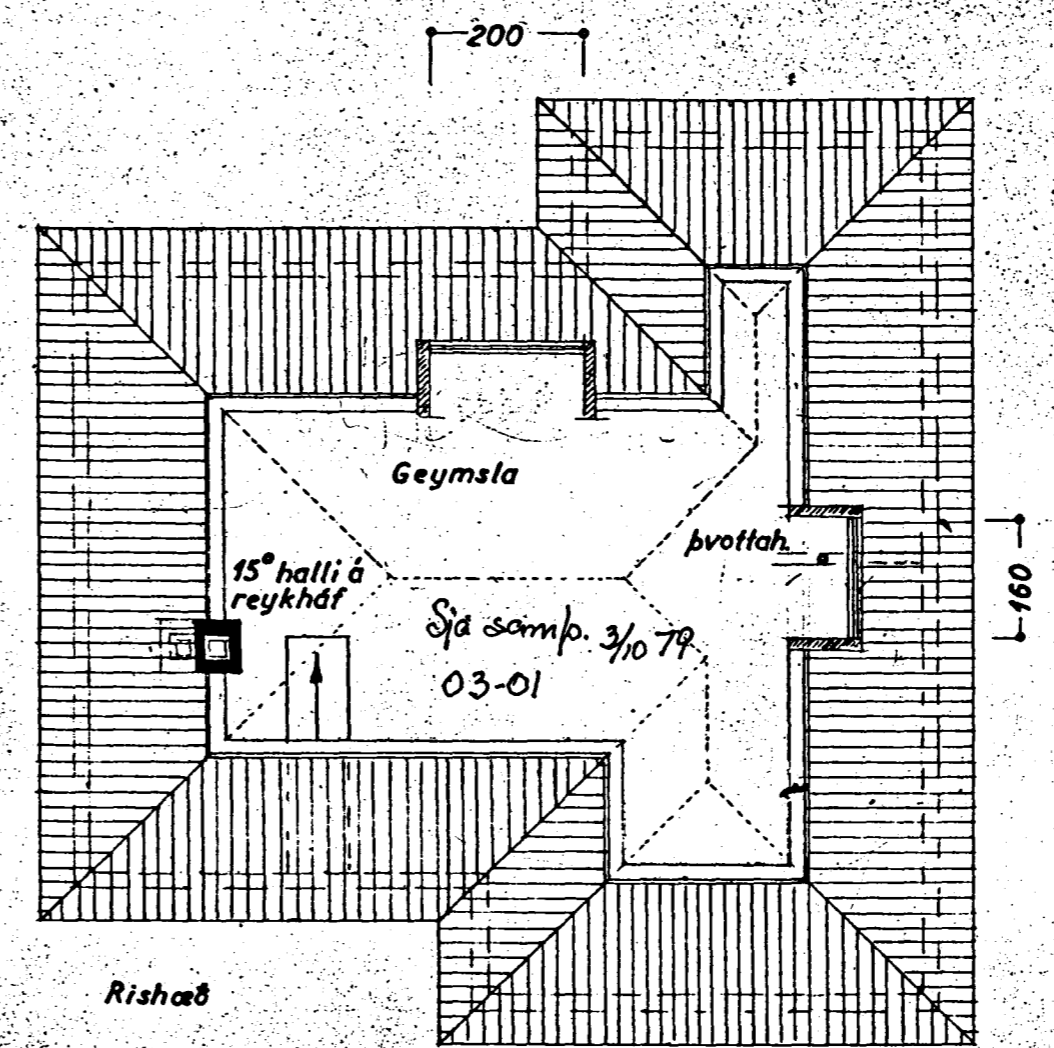 200
Geymsla
þvottah.
15° halli á
reykháf
160
Sjá samþ. 3/10 79
03-01
Rishæð